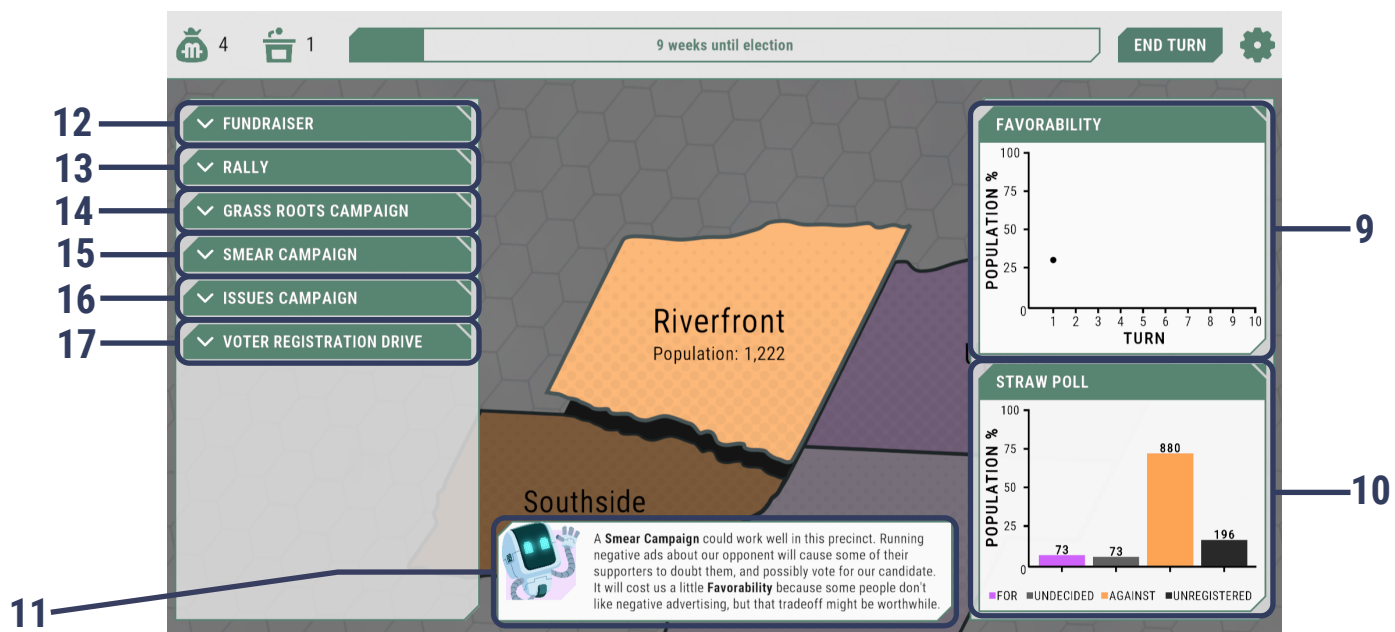 4
1
9 weeks until election
END TURN
12
FUNDRAISER
13
RALLY
14
GRASS ROOTS CAMPAIGN
15
SMEAR CAMPAIGN
16
ISSUES CAMPAIGN
17
VOTER REGISTRATION DRIVE
Riverfront
Population: 1,222
Southside
FAVORABILITY
100
75
50
25
0
POPULATION %
1 2 3 4 5 6 7 8 9 10
TURN
9
STRAW POLL
100
75
50
25
0
POPULATION %
73
73
880
196
FOR UNDECIDED AGAINST UNREGISTERED
10
A Smear Campaign could work well in this precinct. Running
negative ads about our opponent will cause some of their
supporters to doubt them, and possibly vote for our candidate.
It will cost us a little Favorability because some people don't
like negative advertising, but that tradeoff might be worthwhile.
11